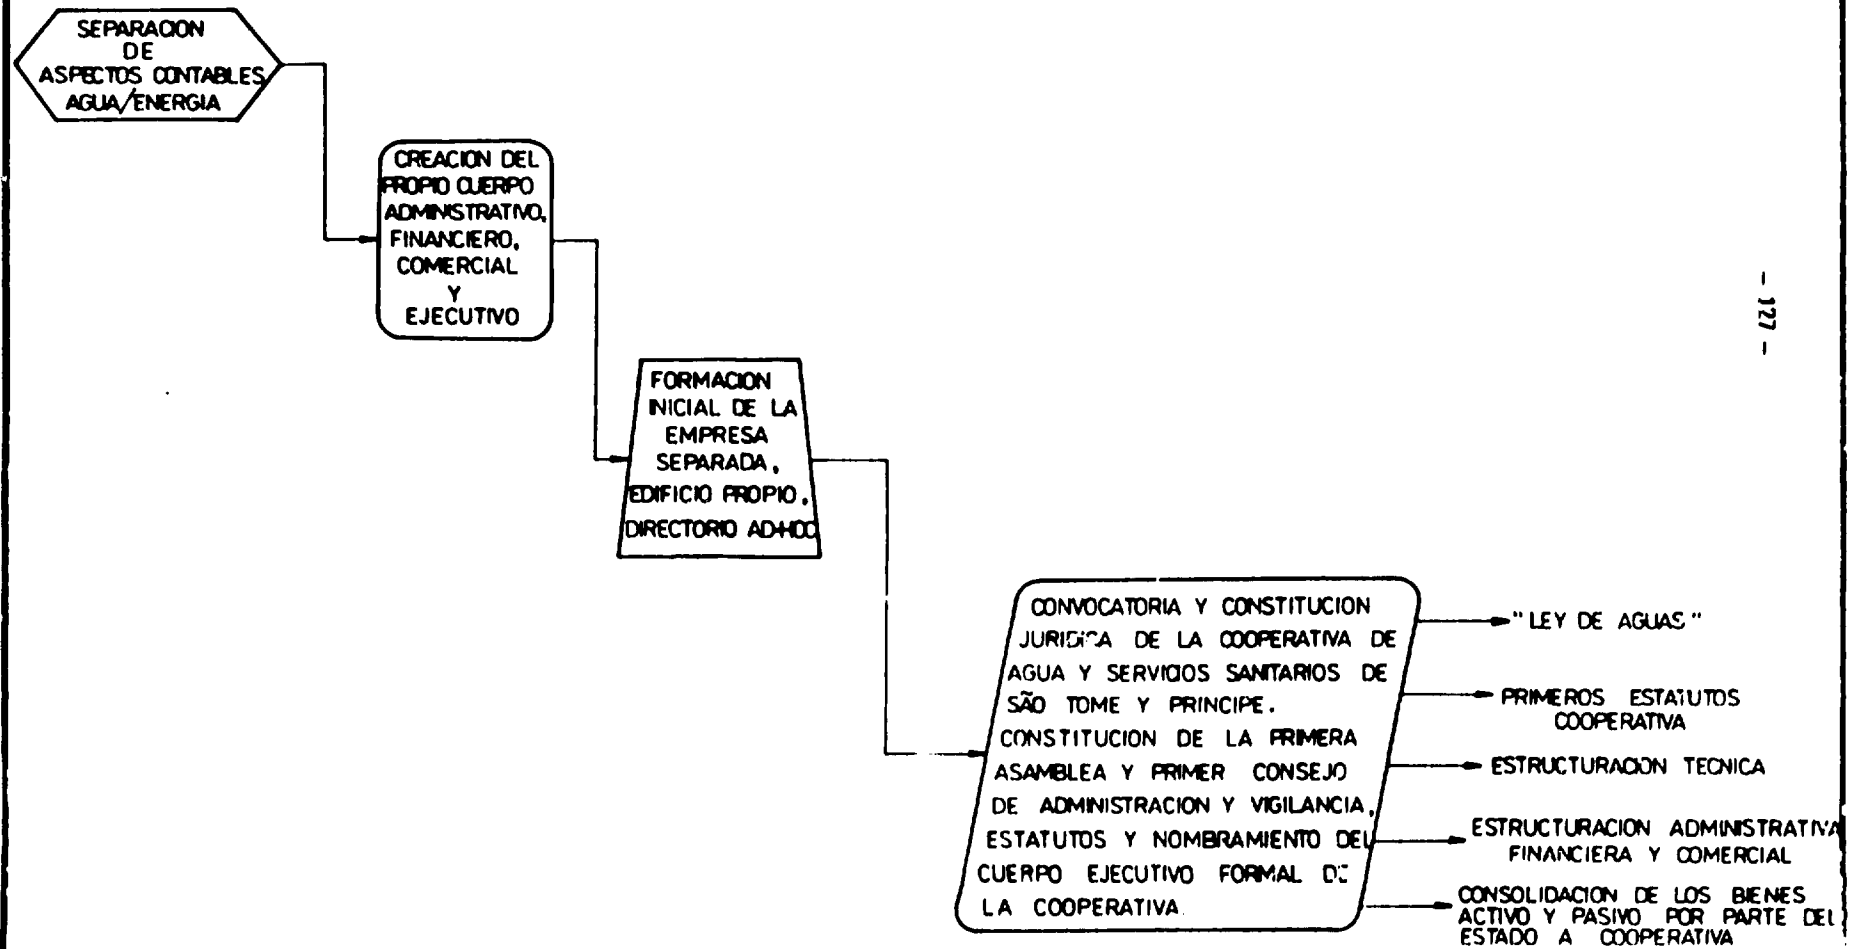 SEPARACION
DE
ASPECTOS CONTABLES
AGUA/ENERGIA
CREACION DEL
PROPIO CUERPO
ADMINISTRATIVO,
FINANCIERO,
COMERCIAL
Y
EJECUTIVO
FORMACION
INICIAL DE LA
EMPRESA
SEPARADA,
EDIFICIO PROPIO,
DIRECTORIO AD-HOC
- 127 -
CONVOCATORIA Y CONSTITUCION
JURIDICA DE LA COOPERATIVA DE
AGUA Y SERVICIOS SANITARIOS DE
SÃO TOME Y PRINCIPE.
CONSTITUCION DE LA PRIMERA
ASAMBLEA Y PRIMER CONSEJO
DE ADMINISTRACION Y VIGILANCIA,
ESTATUTOS Y NOMBRAMIENTO DEL
CUERPO EJECUTIVO FORMAL DE
LA COOPERATIVA.
"LEY DE AGUAS"
PRIMEROS ESTATUTOS
COOPERATIVA
ESTRUCTURACION TECNICA
ESTRUCTURACION ADMINISTRATIVA
FINANCIERA Y COMERCIAL
CONSOLIDACION DE LOS BIENES
ACTIVO Y PASIVO POR PARTE DEL
ESTADO A COOPERATIVA